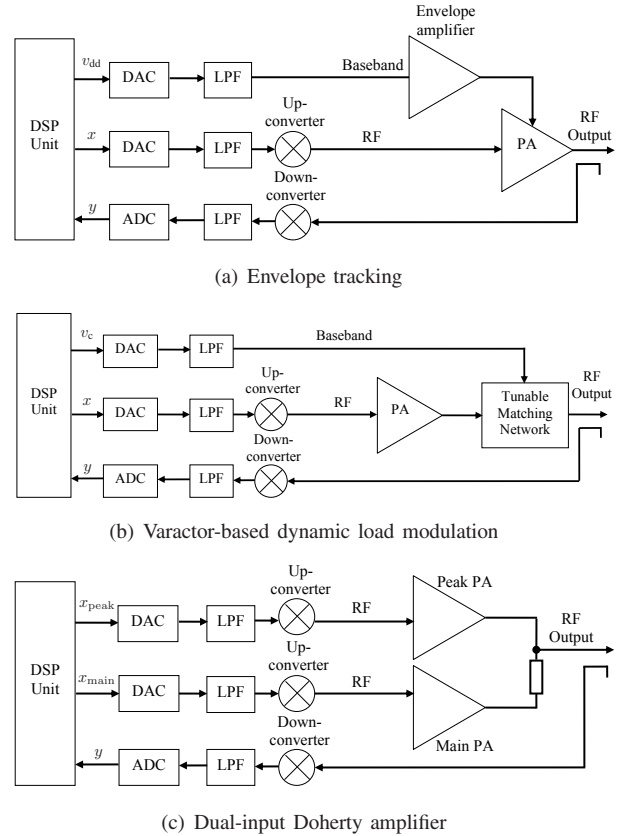 Envelope
amplifier
v_dd
DAC
LPF
Baseband
DSP
Unit
x
DAC
LPF
Up-
converter
RF
PA
RF
Output
Down-
converter
y
ADC
LPF
(a) Envelope tracking
v_c
DAC
LPF
Baseband
DSP
Unit
x
DAC
LPF
Up-
converter
RF
PA
Tunable
Matching
Network
RF
Output
Down-
converter
y
ADC
LPF
(b) Varactor-based dynamic load modulation
x_peak
DAC
LPF
Up-
converter
RF
Peak PA
RF
Output
DSP
Unit
x_main
DAC
LPF
Up-
converter
RF
Main PA
Down-
converter
y
ADC
LPF
(c) Dual-input Doherty amplifier